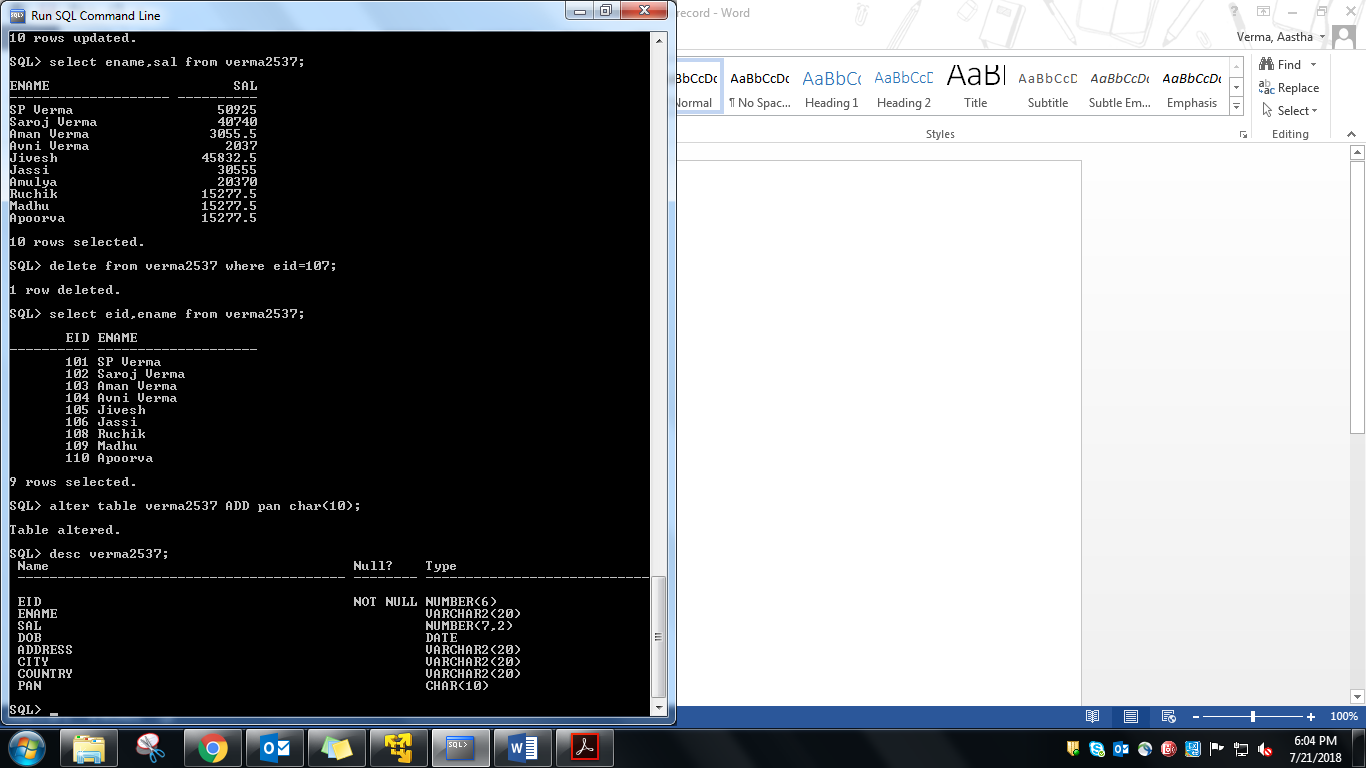 Run SQL Command Line
10 rows updated.
SQL> select ename,sal from verma2537;
ENAME SAL
-------------------- ----------
SP Verma 50925
Saroj Verma 40740
Aman Verma 3055.5
Avni Verma 2037
Jivesh 45832.5
Jassi 30555
Amulya 20370
Ruchik 15277.5
Madhu 15277.5
Apoorva 15277.5
10 rows selected.
SQL> delete from verma2537 where eid=107;
1 row deleted.
SQL> select eid,ename from verma2537;
EID ENAME
---------- --------------------
101 SP Verma
102 Saroj Verma
103 Aman Verma
104 Avni Verma
105 Jivesh
106 Jassi
108 Ruchik
109 Madhu
110 Apoorva
9 rows selected.
SQL> alter table verma2537 ADD pan char(10);
Table altered.
SQL> desc verma2537;
Name Null? Type
----------------------------------------- -------- ----------------------------
EID NOT NULL NUMBER(6)
ENAME VARCHAR2(20)
SAL NUMBER(7,2)
DOB DATE
ADDRESS VARCHAR2(20)
CITY VARCHAR2(20)
COUNTRY VARCHAR2(20)
PAN CHAR(10)
SQL> _
record - Word
Verma, Aastha
AaBbCcDc AaBbCc AaBbCcD AaB AaBbCcD AaBbCcDc AaBbCcDc
Normal ¶ No Spac... Heading 1 Heading 2 Title Subtitle Subtle Em... Emphasis
Styles
Find
Replace
Select
Editing
100%
SQL>
6:04 PM
7/21/2018